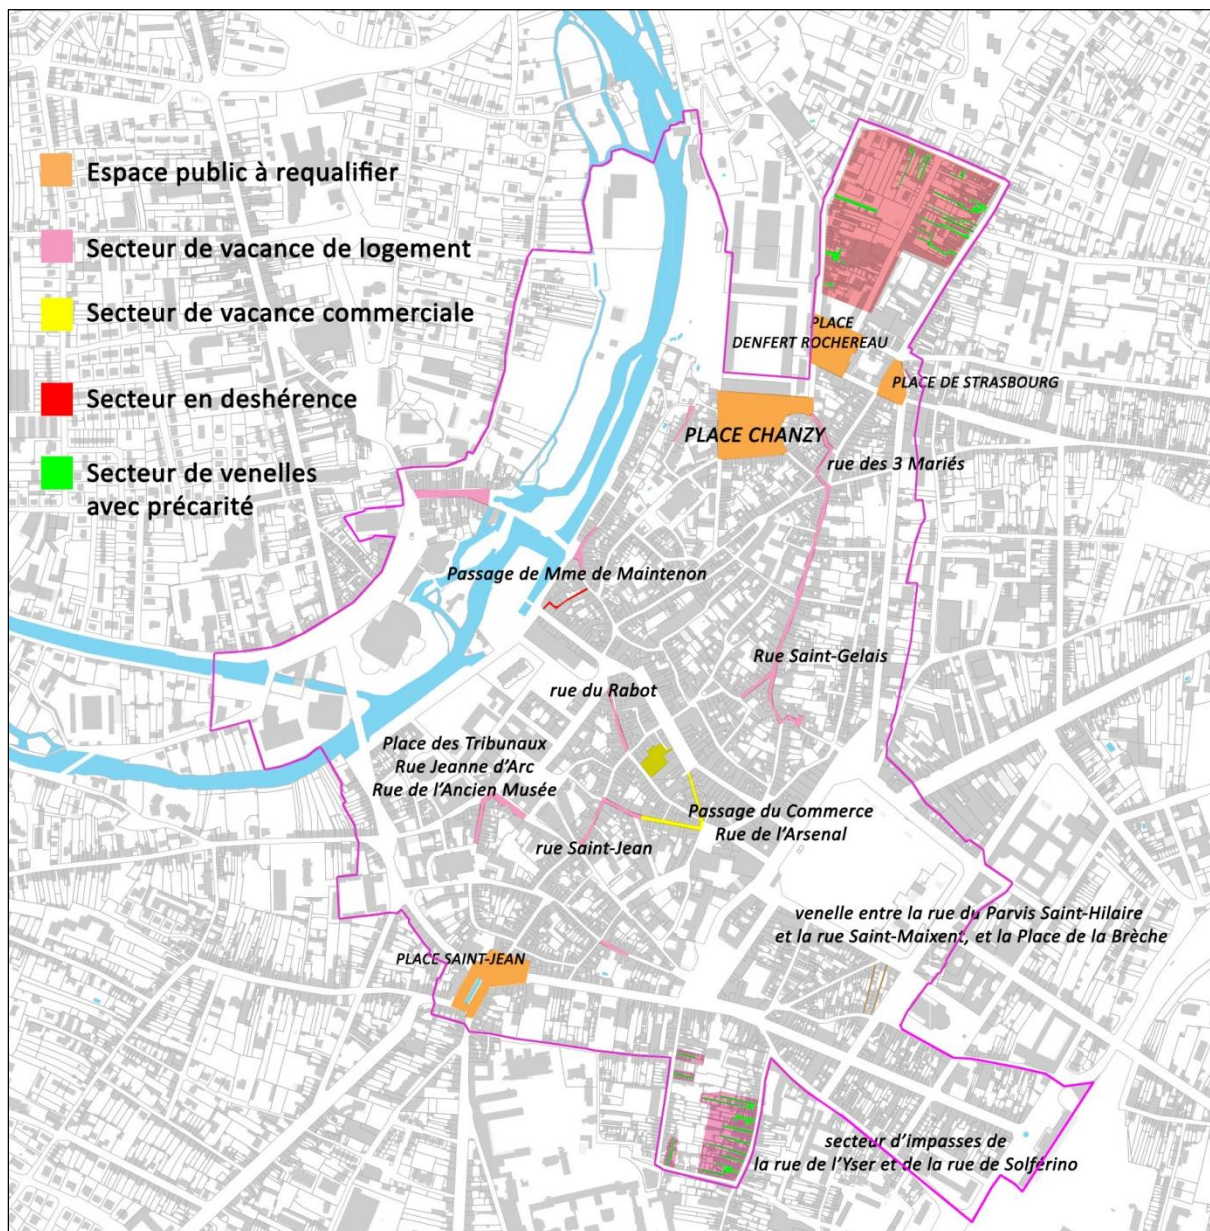 Espace public à requalifier
Secteur de vacance de logement
Secteur de vacance commerciale
Secteur en deshérence
Secteur de venelles
avec précarité
PLACE
DENFERT ROCHEREAU
PLACE DE STRASBOURG
PLACE CHANZY
rue des 3 Mariés
Passage de Mme de Maintenon
Rue Saint-Gelais
rue du Rabot
Place des Tribunaux
Rue Jeanne d'Arc
Rue de l'Ancien Musée
Passage du Commerce
Rue de l'Arsenal
rue Saint-Jean
venelle entre la rue du Parvis Saint-Hilaire
et la rue Saint-Maixent, et la Place de la Brèche
PLACE SAINT-JEAN
secteur d'impasses de
la rue de l'Yser et de la rue de Solférino